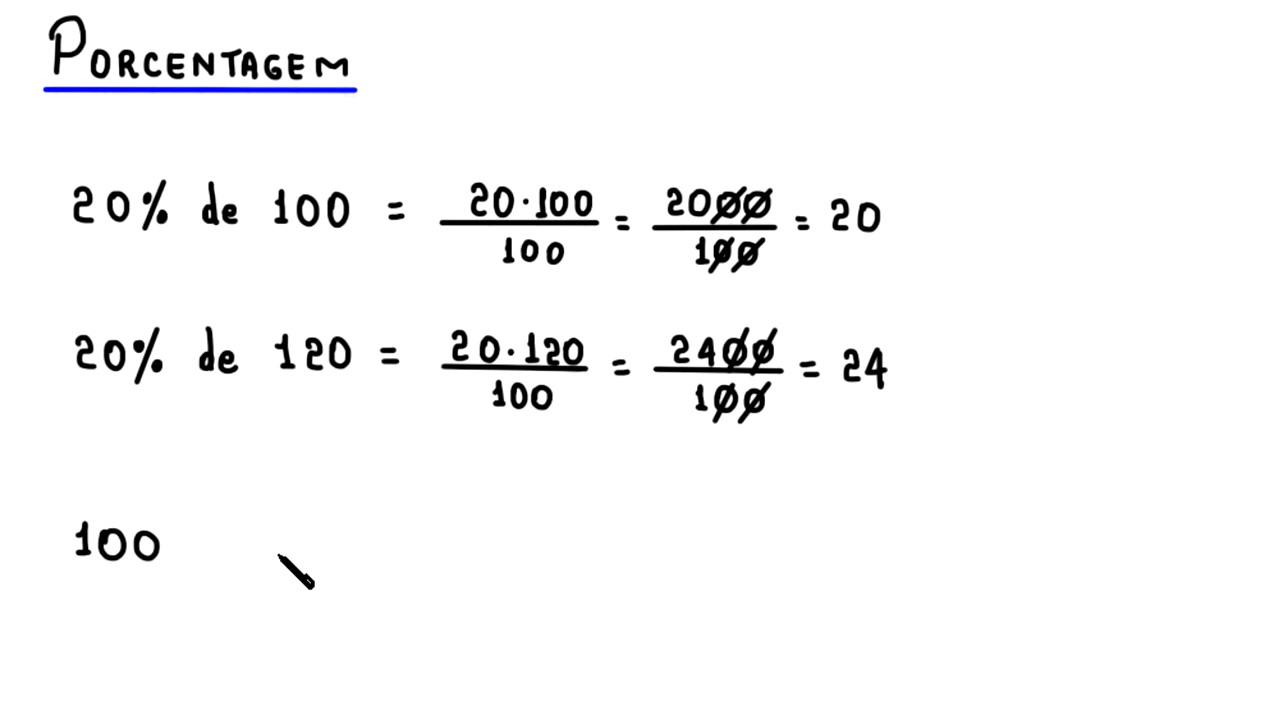 PORCENTAGEM
20% de 100 = 20·100/100 = 2000/100 = 20
20% de 120 = 20·120/100 = 2400/100 = 24
100